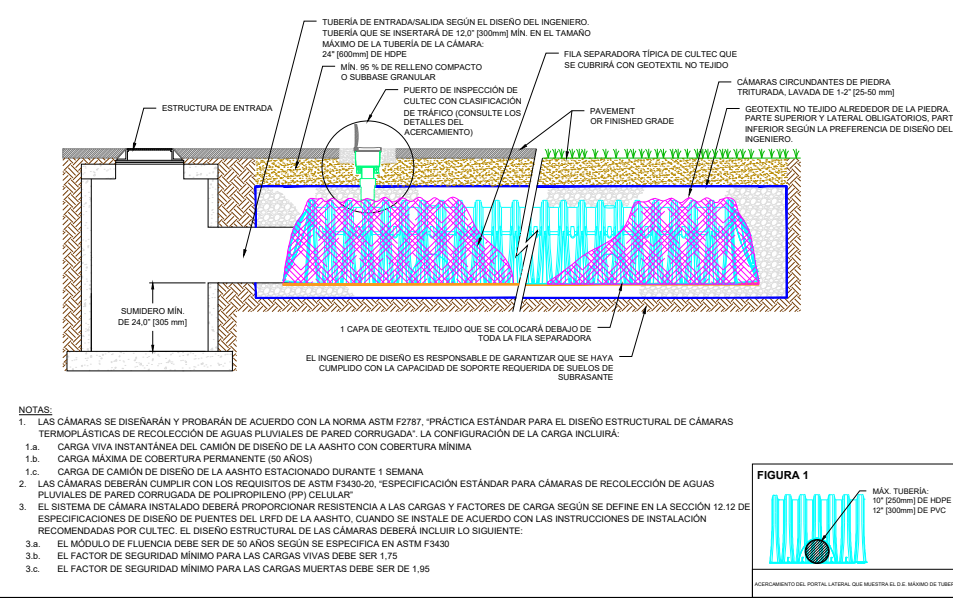 TUBERÍA DE ENTRADA/SALIDA SEGÚN EL DISEÑO DEL INGENIERO.
TUBERÍA QUE SE INSERTARÁ DE 12,0" [300mm] MÍN. EN EL TAMAÑO
MÁXIMO DE LA TUBERÍA DE LA CÁMARA:
24" [600mm] DE HDPE
MÍN. 95 % DE RELLENO COMPACTO
O SUBBASE GRANULAR
PUERTO DE INSPECCIÓN DE
CULTEC CON CLASIFICACIÓN
DE TRÁFICO (CONSULTE LOS
DETALLES DEL
ACERCAMIENTO)
ESTRUCTURA DE ENTRADA
FILA SEPARADORA TÍPICA DE CULTEC QUE
SE CUBRIRÁ CON GEOTEXTIL NO TEJIDO
PAVEMENT
OR FINISHED GRADE
CÁMARAS CIRCUNDANTES DE PIEDRA
TRITURADA, LAVADA DE 1-2" [25-50 mm]
GEOTEXTIL NO TEJIDO ALREDEDOR DE LA PIEDRA.
PARTE SUPERIOR Y LATERAL OBLIGATORIOS, PART
INFERIOR SEGÚN LA PREFERENCIA DE DISEÑO DEL
INGENIERO.
SUMIDERO MÍN.
DE 24,0" [305 mm]
1 CAPA DE GEOTEXTIL TEJIDO QUE SE COLOCARÁ DEBAJO DE
TODA LA FILA SEPARADORA
EL INGENIERO DE DISEÑO ES RESPONSABLE DE GARANTIZAR QUE SE HAYA
CUMPLIDO CON LA CAPACIDAD DE SOPORTE REQUERIDA DE SUELOS DE
SUBRASANTE
NOTAS:
1. LAS CÁMARAS SE DISEÑARÁN Y PROBARÁN DE ACUERDO CON LA NORMA ASTM F2787, "PRÁCTICA ESTÁNDAR PARA EL DISEÑO ESTRUCTURAL DE CÁMARAS
TERMOPLÁSTICAS DE RECOLECCIÓN DE AGUAS PLUVIALES DE PARED CORRUGADA". LA CONFIGURACIÓN DE LA CARGA INCLUIRÁ:
1.a. CARGA VIVA INSTANTÁNEA DEL CAMIÓN DE DISEÑO DE LA AASHTO CON COBERTURA MÍNIMA
1.b. CARGA MÁXIMA DE COBERTURA PERMANENTE (50 AÑOS)
1.c. CARGA DE CAMIÓN DE DISEÑO DE LA AASHTO ESTACIONADO DURANTE 1 SEMANA
2. LAS CÁMARAS DEBERÁN CUMPLIR CON LOS REQUISITOS DE ASTM F3430-20, "ESPECIFICACIÓN ESTÁNDAR PARA CÁMARAS DE RECOLECCIÓN DE AGUAS
PLUVIALES DE PARED CORRUGADA DE POLIPROPILENO (PP) CELULAR"
3. EL SISTEMA DE CÁMARA INSTALADO DEBERÁ PROPORCIONAR RESISTENCIA A LAS CARGAS Y FACTORES DE CARGA SEGÚN SE DEFINE EN LA SECCIÓN 12.12 DE
ESPECIFICACIONES DE DISEÑO DE PUENTES DEL LRFD DE LA AASHTO, CUANDO SE INSTALE DE ACUERDO CON LAS INSTRUCCIONES DE INSTALACIÓN
RECOMENDADAS POR CULTEC. EL DISEÑO ESTRUCTURAL DE LAS CÁMARAS DEBERÁ INCLUIR LO SIGUIENTE:
3.a. EL MÓDULO DE FLUENCIA DEBE SER DE 50 AÑOS SEGÚN SE ESPECIFICA EN ASTM F3430
3.b. EL FACTOR DE SEGURIDAD MÍNIMO PARA LAS CARGAS VIVAS DEBE SER 1,75
3.c. EL FACTOR DE SEGURIDAD MÍNIMO PARA LAS CARGAS MUERTAS DEBE SER DE 1,95
FIGURA 1
MÁX. TUBERÍA:
10" [250mm] DE HDPE
12" [300mm] DE PVC
ACERCAMIENTO DEL PORTAL LATERAL QUE MUESTRA EL D.E. MÁXIMO DE TUBER